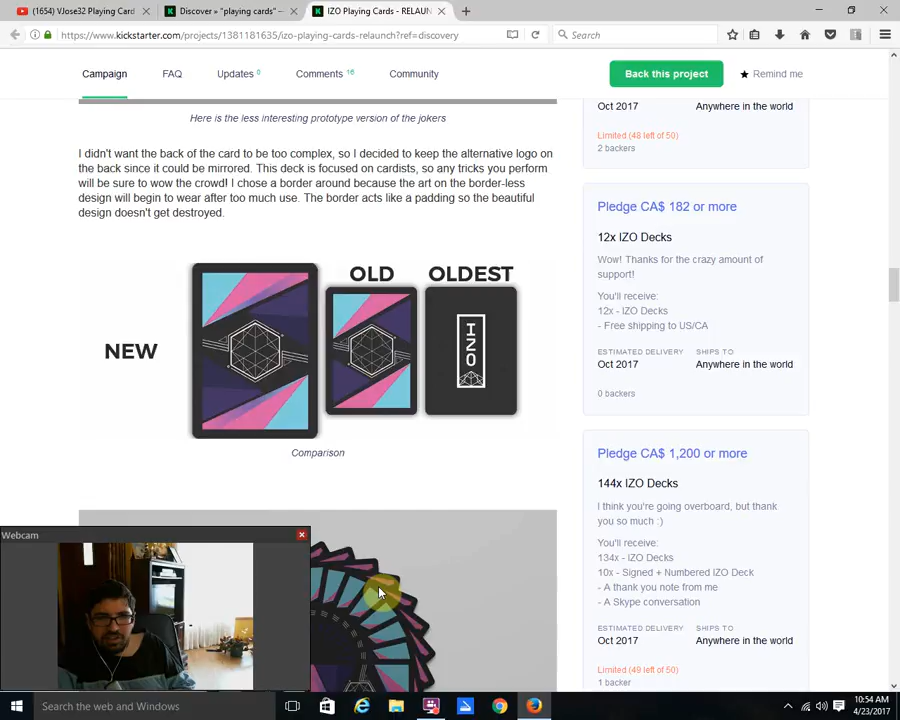 (1654) VJose32 Playing Card
Discover » "playing cards" –
IZO Playing Cards - RELAUN
https://www.kickstarter.com/projects/1381181635/izo-playing-cards-relaunch?ref=discovery
Search
Campaign
FAQ
Updates 0
Comments 16
Community
Back this project
Remind me
Here is the less interesting prototype version of the jokers
I didn't want the back of the card to be too complex, so I decided to keep the alternative logo on
the back since it could be mirrored. This deck is focused on cardists, so any tricks you perform
will be sure to wow the crowd! I chose a border around because the art on the border-less
design will begin to wear after too much use. The border acts like a padding so the beautiful
design doesn't get destroyed.
NEW
OLD
OLDEST
IZO
Comparison
Oct 2017
Anywhere in the world
Limited (48 left of 50)
2 backers
Pledge CA$ 182 or more
12x IZO Decks
Wow! Thanks for the crazy amount of
support!
You'll receive:
12x - IZO Decks
- Free shipping to US/CA
ESTIMATED DELIVERY
SHIPS TO
Oct 2017
Anywhere in the world
0 backers
Pledge CA$ 1,200 or more
144x IZO Decks
I think you're going overboard, but thank
you so much :)
You'll receive:
134x - IZO Decks
10x - Signed + Numbered IZO Deck
- A thank you note from me
- A Skype conversation
ESTIMATED DELIVERY
SHIPS TO
Oct 2017
Anywhere in the world
Limited (49 left of 50)
1 backer
Webcam
Search the web and Windows
10:54 AM
4/23/2017